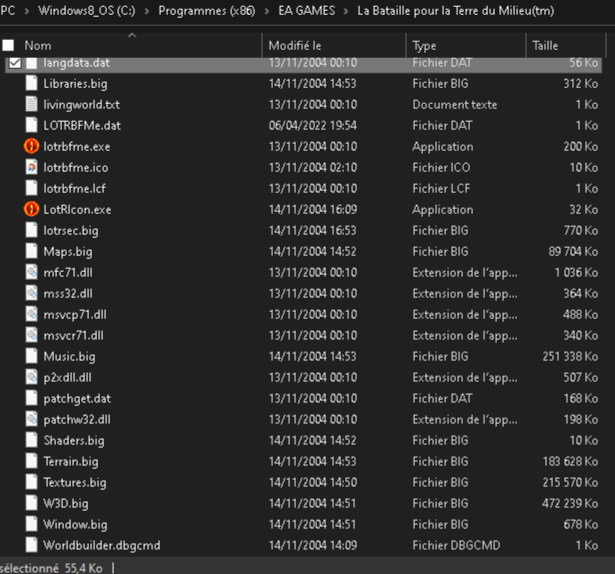 PC > Windows8_OS (C:) > Programmes (x86) > EA GAMES > La Bataille pour la Terre du Milieu(tm)
Nom Modifié le Type Taille
langdata.dat 13/11/2004 00:10 Fichier DAT 56 Ko
Libraries.big 14/11/2004 14:53 Fichier BIG 312 Ko
livingworld.txt 13/11/2004 00:10 Document texte 1 Ko
LOTRBFMe.dat 06/04/2022 19:54 Fichier DAT 1 Ko
lotrbfme.exe 13/11/2004 00:10 Application 200 Ko
lotrbfme.ico 13/11/2004 02:10 Fichier ICO 10 Ko
lotrbfme.lcf 13/11/2004 00:10 Fichier LCF 1 Ko
LotRIcon.exe 14/11/2004 16:09 Application 32 Ko
lotrsec.big 14/11/2004 16:53 Fichier BIG 770 Ko
Maps.big 14/11/2004 14:52 Fichier BIG 89 704 Ko
mfc71.dll 13/11/2004 00:10 Extension de l'app... 1 036 Ko
mss32.dll 13/11/2004 00:10 Extension de l'app... 364 Ko
msvcp71.dll 13/11/2004 00:10 Extension de l'app... 488 Ko
msvcr71.dll 13/11/2004 00:10 Extension de l'app... 340 Ko
Music.big 14/11/2004 14:53 Fichier BIG 251 338 Ko
p2xdll.dll 13/11/2004 00:10 Extension de l'app... 507 Ko
patchget.dat 13/11/2004 00:10 Fichier DAT 168 Ko
patchw32.dll 13/11/2004 00:10 Extension de l'app... 198 Ko
Shaders.big 14/11/2004 14:52 Fichier BIG 10 Ko
Terrain.big 14/11/2004 14:53 Fichier BIG 183 628 Ko
Textures.big 14/11/2004 14:50 Fichier BIG 215 570 Ko
W3D.big 14/11/2004 14:51 Fichier BIG 472 239 Ko
Window.big 14/11/2004 14:51 Fichier BIG 678 Ko
Worldbuilder.dbgcmd 14/11/2004 14:09 Fichier DBGCMD 1 Ko
sélectionné 55,4 Ko